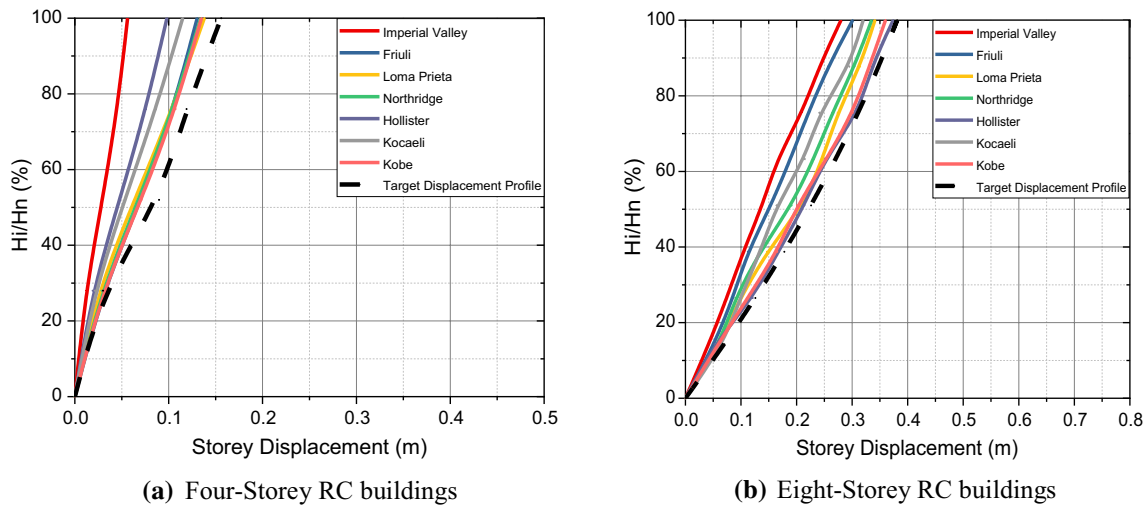 100
80
60
40
20
0
Hi/Hn (%)
0.0 0.1 0.2 0.3 0.4 0.5
Storey Displacement (m)
Imperial Valley
Friuli
Loma Prieta
Northridge
Hollister
Kocaeli
Kobe
Target Displacement Profile
(a) Four-Storey RC buildings
100
80
60
40
20
0
Hi/Hn (%)
0.0 0.1 0.2 0.3 0.4 0.5 0.6 0.7 0.8
Storey Displacement (m)
Imperial Valley
Friuli
Loma Prieta
Northridge
Hollister
Kocaeli
Kobe
Target Displacement Profile
(b) Eight-Storey RC buildings